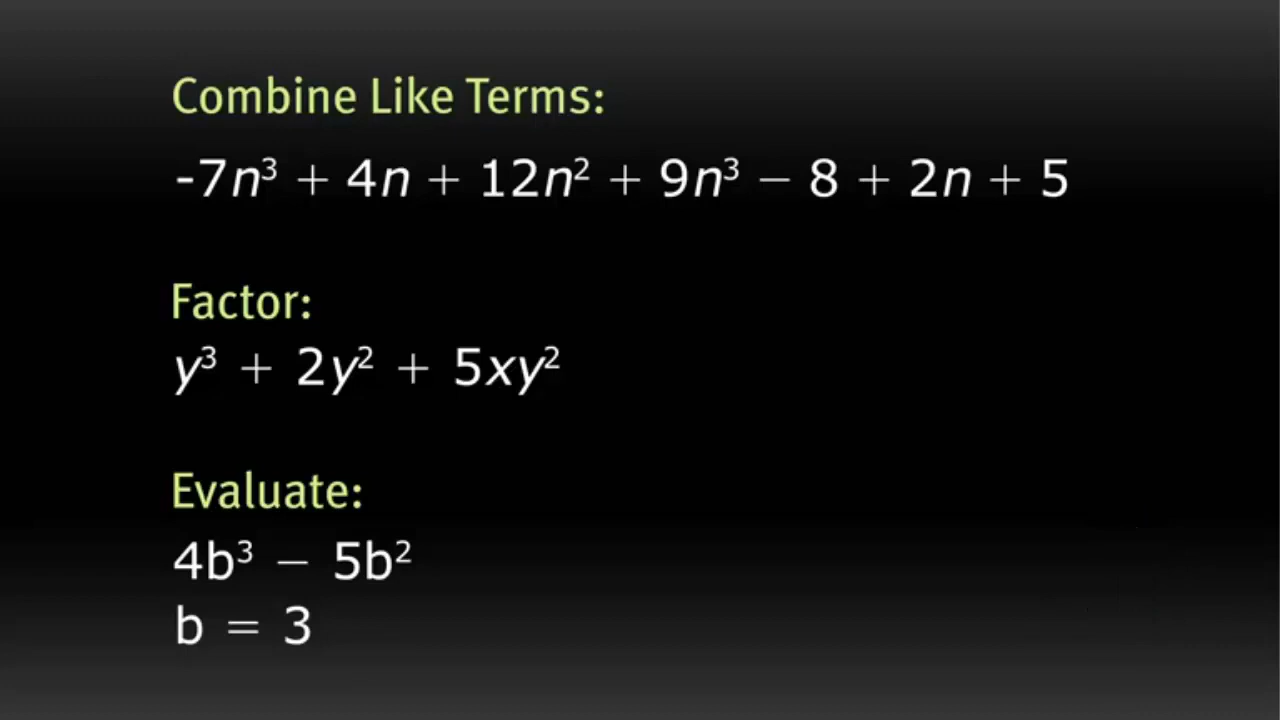 Combine Like Terms:
-7n³ + 4n + 12n² + 9n³ − 8 + 2n + 5
Factor:
y³ + 2y² + 5xy²
Evaluate:
4b³ − 5b²
b = 3